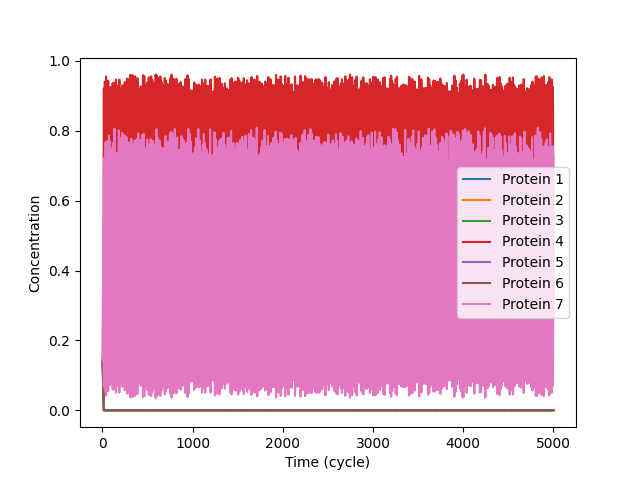 1.0
0.8
0.6
0.4
0.2
0.0
Concentration
0
1000
2000
3000
4000
5000
Time (cycle)
Protein 1
Protein 2
Protein 3
Protein 4
Protein 5
Protein 6
Protein 7